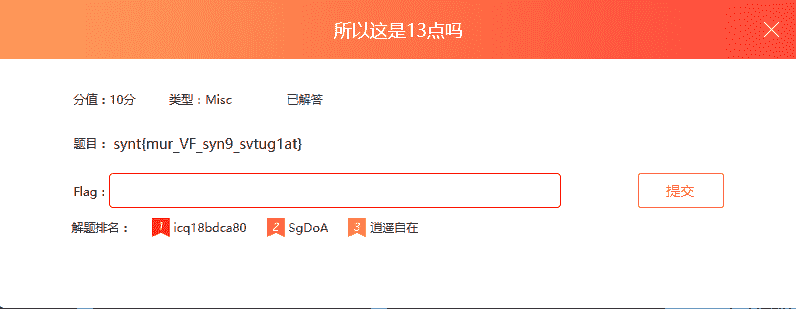 所以这是13点吗
分值：10分 类型：Misc 已解答
题目： synt{mur_VF_syn9_svtug1at}
Flag： 提交
解题排名： 1 icq18bdca80 2 SgDoA 3 逍遥自在